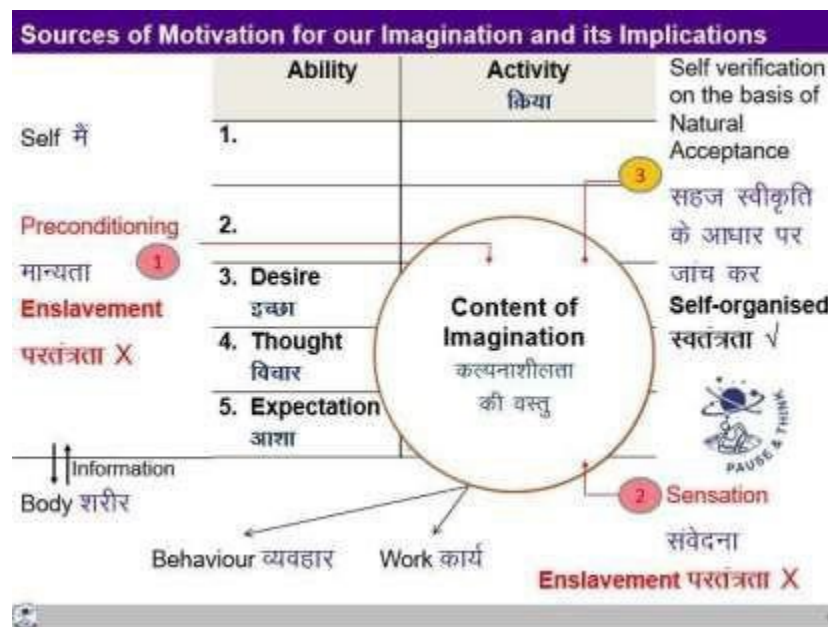 Sources of Motivation for our Imagination and its Implications
Ability
Activity
क्रिया
Self verification
on the basis of
Natural
Acceptance
सहज स्वीकृति
के आधार पर
जांच कर
Self-organised
स्वतंत्रता √
Self मैं
1.
3
Preconditioning
मान्यता
1
Enslavement
परतंत्रता X
2.
3. Desire
इच्छा
4. Thought
विचार
5. Expectation
आशा
Content of
Imagination
कल्पनाशीलता
की वस्तु
PAUSE & THINK
Information
Body शरीर
2 Sensation
संवेदना
Behaviour व्यवहार
Work कार्य
Enslavement परतंत्रता X